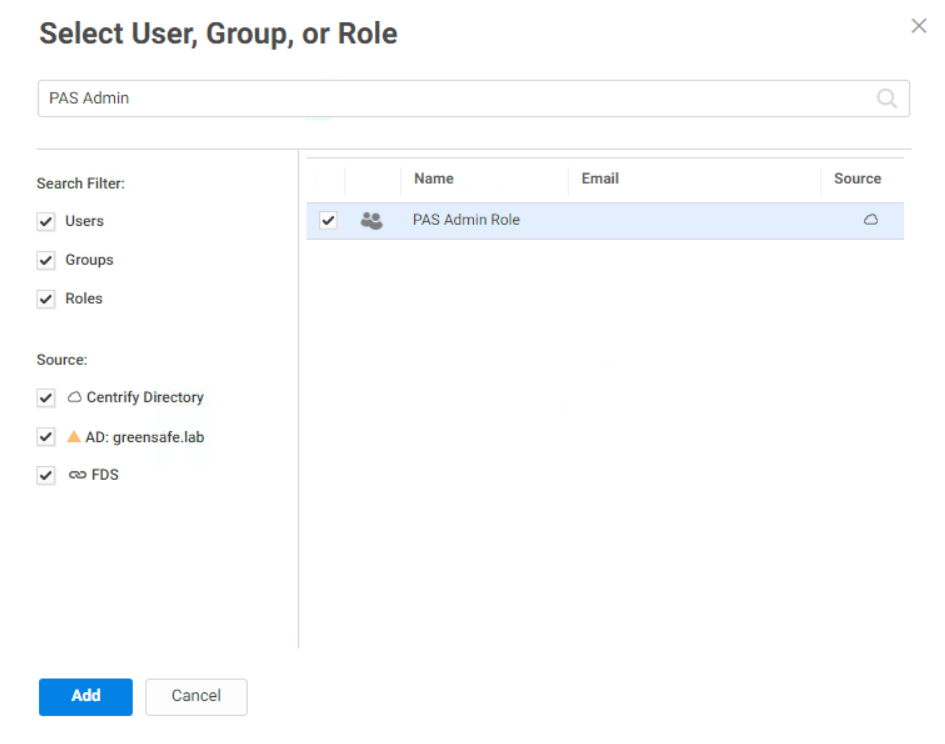 Select User, Group, or Role
PAS Admin
Search Filter:
Users
Groups
Roles
Source:
Centrify Directory
AD: greensafe.lab
FDS
Name Email Source
PAS Admin Role
Add Cancel